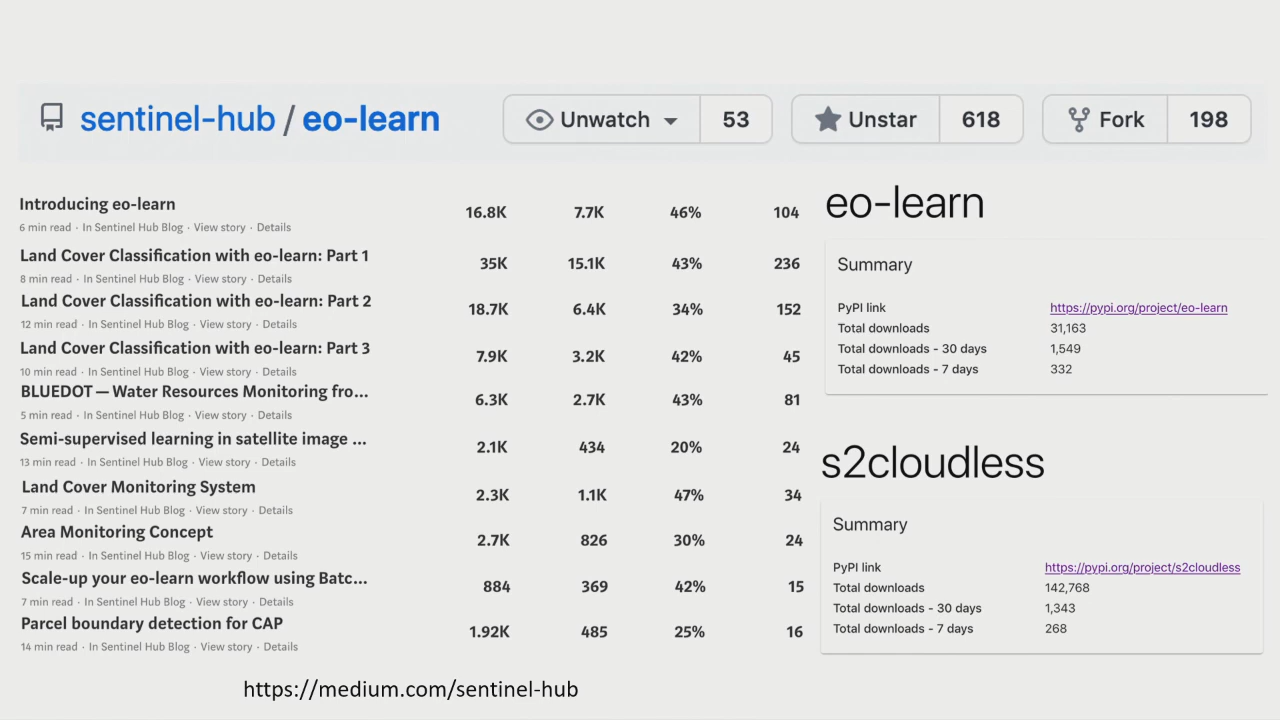 sentinel-hub / eo-learn Unwatch 53 Unstar 618 Fork 198
Introducing eo-learn 16.8K 7.7K 46% 104
6 min read · In Sentinel Hub Blog · View story · Details
Land Cover Classification with eo-learn: Part 1 35K 15.1K 43% 236
8 min read · In Sentinel Hub Blog · View story · Details
Land Cover Classification with eo-learn: Part 2 18.7K 6.4K 34% 152
12 min read · In Sentinel Hub Blog · View story · Details
Land Cover Classification with eo-learn: Part 3 7.9K 3.2K 42% 45
10 min read · In Sentinel Hub Blog · View story · Details
BLUEDOT — Water Resources Monitoring fro... 6.3K 2.7K 43% 81
5 min read · In Sentinel Hub Blog · View story · Details
Semi-supervised learning in satellite image ... 2.1K 434 20% 24
13 min read · In Sentinel Hub Blog · View story · Details
Land Cover Monitoring System 2.3K 1.1K 47% 34
7 min read · In Sentinel Hub Blog · View story · Details
Area Monitoring Concept 2.7K 826 30% 24
15 min read · In Sentinel Hub Blog · View story · Details
Scale-up your eo-learn workflow using Batc... 884 369 42% 15
7 min read · In Sentinel Hub Blog · View story · Details
Parcel boundary detection for CAP 1.92K 485 25% 16
14 min read · In Sentinel Hub Blog · View story · Details
https://medium.com/sentinel-hub
eo-learn
Summary
PyPI link https://pypi.org/project/eo-learn
Total downloads 31,163
Total downloads - 30 days 1,549
Total downloads - 7 days 332
s2cloudless
Summary
PyPI link https://pypi.org/project/s2cloudless
Total downloads 142,768
Total downloads - 30 days 1,343
Total downloads - 7 days 268